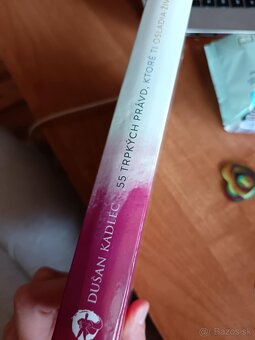 DUŠAN KADLEC 55 TRPKÝCH PRÁVD, KTORÉ TI OSLADIA
© Bazos.sk